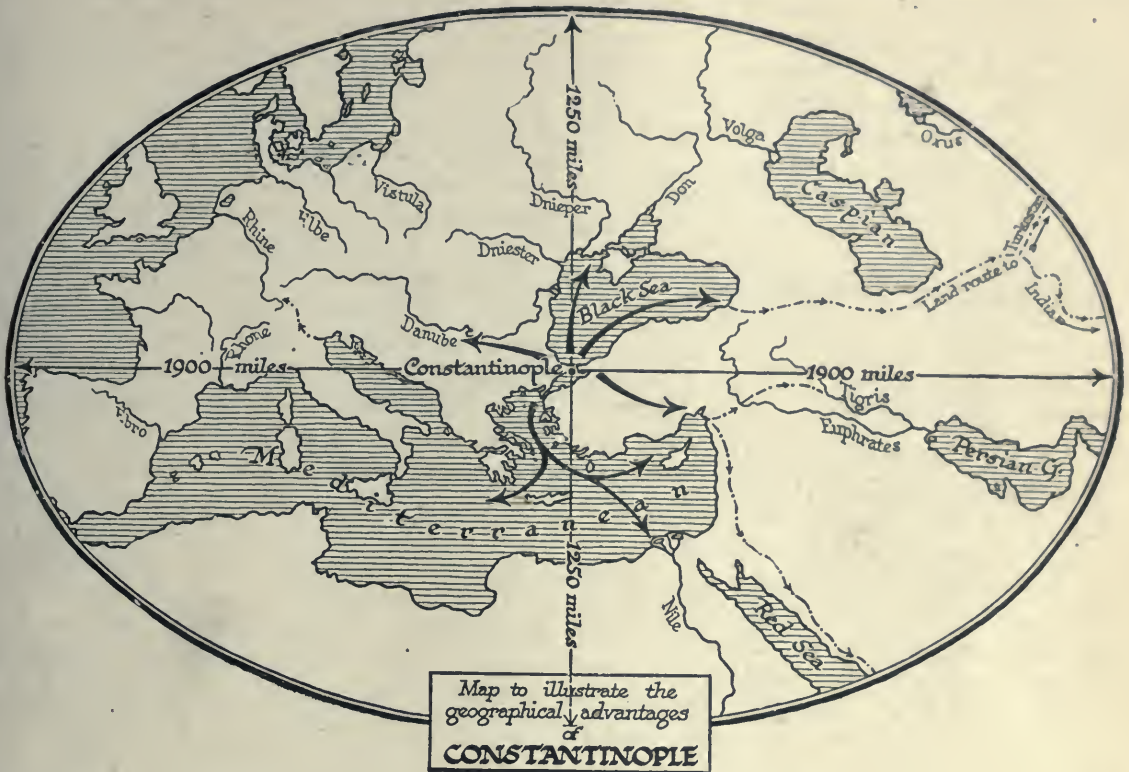 1250 miles
Volga
Oxus
Caspian
Vistula
Elbe
Rhine
Dnieper
Don
Dniester
Land route to Turkestan
India
Black Sea
Danube
Rhone
1900 miles
Constantinople
1900 miles
Tigris
Euphrates
Ebro
Persian G.
Mediterranean
1250 miles
Nile
Red Sea
Map to illustrate the
geographical advantages
of
CONSTANTINOPLE